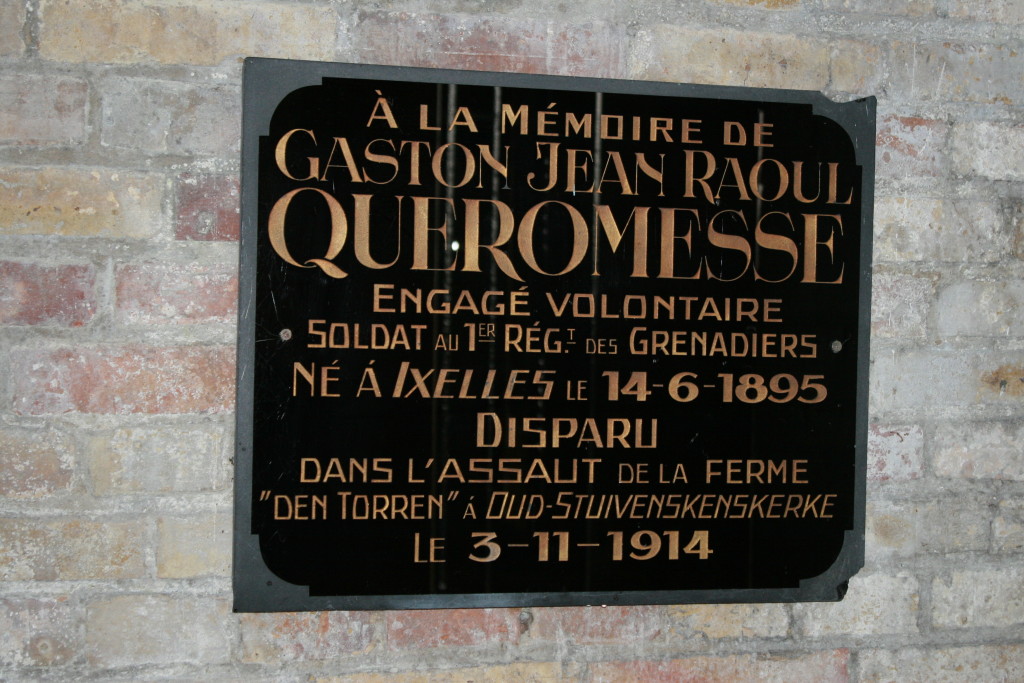 À LA MÉMOIRE DE
GASTON JEAN RAOUL
QUEROMESSE
ENGAGÉ VOLONTAIRE
SOLDAT AU 1ER RÉG.T DES GRENADIERS
NÉ Á IXELLES LE 14-6-1895
DISPARU
DANS L'ASSAUT DE LA FERME
"DEN TORREN" Á OUD-STUIVENSKENSKERKE
LE 3-11-1914